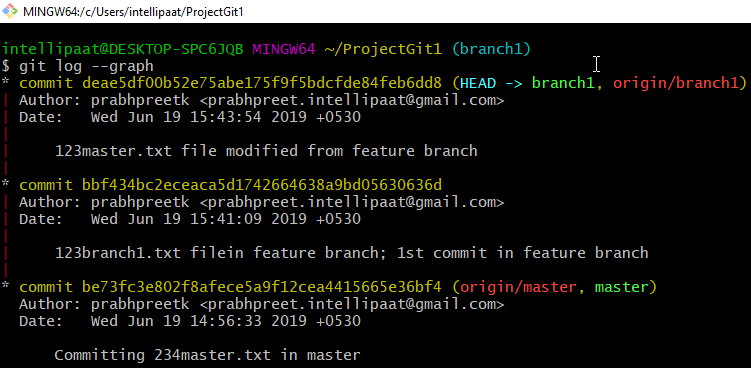 MINGW64:/c/Users/intellipaat/ProjectGit1
intellipaat@DESKTOP-SPC6JQB MINGW64 ~/ProjectGit1 (branch1)
$ git log --graph
* commit deae5df00b52e75abe175f9f5bdcfde84feb6dd8 (HEAD -> branch1, origin/branch1)
| Author: prabhpreetk <prabhpreet.intellipaat@gmail.com>
| Date:   Wed Jun 19 15:43:54 2019 +0530
|
|     123master.txt file modified from feature branch
|
* commit bbf434bc2eceaca5d1742664638a9bd05630636d
| Author: prabhpreetk <prabhpreet.intellipaat@gmail.com>
| Date:   Wed Jun 19 15:41:09 2019 +0530
|
|     123branch1.txt filein feature branch; 1st commit in feature branch
|
* commit be73fc3e802f8afece5a9f12cea4415665e36bf4 (origin/master, master)
  Author: prabhpreetk <prabhpreet.intellipaat@gmail.com>
  Date:   Wed Jun 19 14:56:33 2019 +0530

      Committing 234master.txt in master